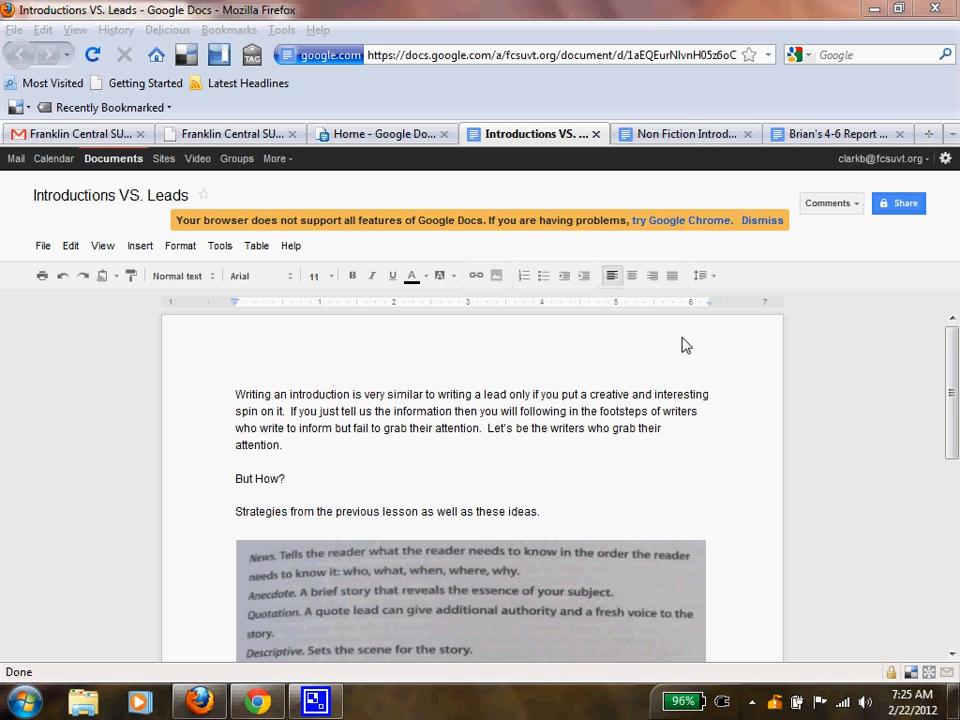 Introductions VS. Leads - Google Docs - Mozilla Firefox
File Edit View History Delicious Bookmarks Tools Help
TAG google.com https://docs.google.com/a/fcsuvt.org/document/d/1aEQEurNlvnH05z6oC Google
Most Visited Getting Started Latest Headlines
Recently Bookmarked
Franklin Central SU... Franklin Central SU... Home - Google Do... Introductions VS. ... Non Fiction Introd... Brian's 4-6 Report ...
Mail Calendar Documents Sites Video Groups More clarkb@fcsuvt.org
Introductions VS. Leads
Comments Share
Your browser does not support all features of Google Docs. If you are having problems, try Google Chrome. Dismiss
File Edit View Insert Format Tools Table Help
Normal text Arial 11 B I U A A
1 1 2 3 4 5 6 7
Writing an introduction is very similar to writing a lead only if you put a creative and interesting
spin on it. If you just tell us the information then you will following in the footsteps of writers
who write to inform but fail to grab their attention. Let's be the writers who grab their
attention.
But How?
Strategies from the previous lesson as well as these ideas.
News. Tells the reader what the reader needs to know in the order the reader
needs to know it: who, what, when, where, why.
Anecdote. A brief story that reveals the essence of your subject.
Quotation. A quote lead can give additional authority and a fresh voice to the
story.
Descriptive. Sets the scene for the story.
Done
96% 7:25 AM
2/22/2012